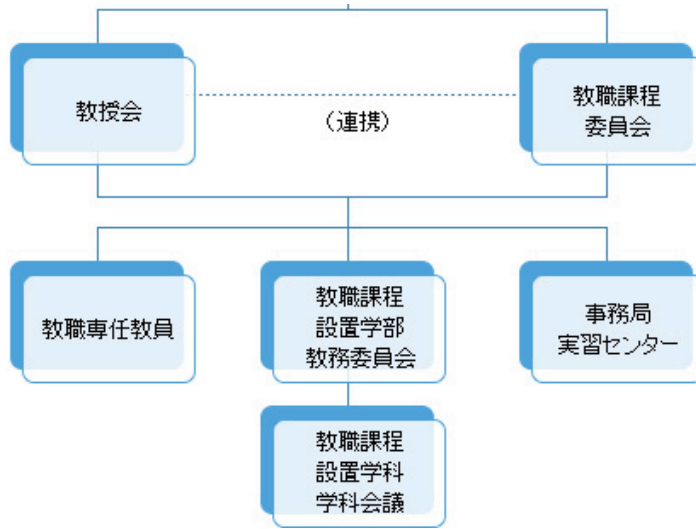 教授会
（連携）
教職課程
委員会
教職専任教員
教職課程
設置学部
教務委員会
事務局
実習センター
教職課程
設置学科
学科会議